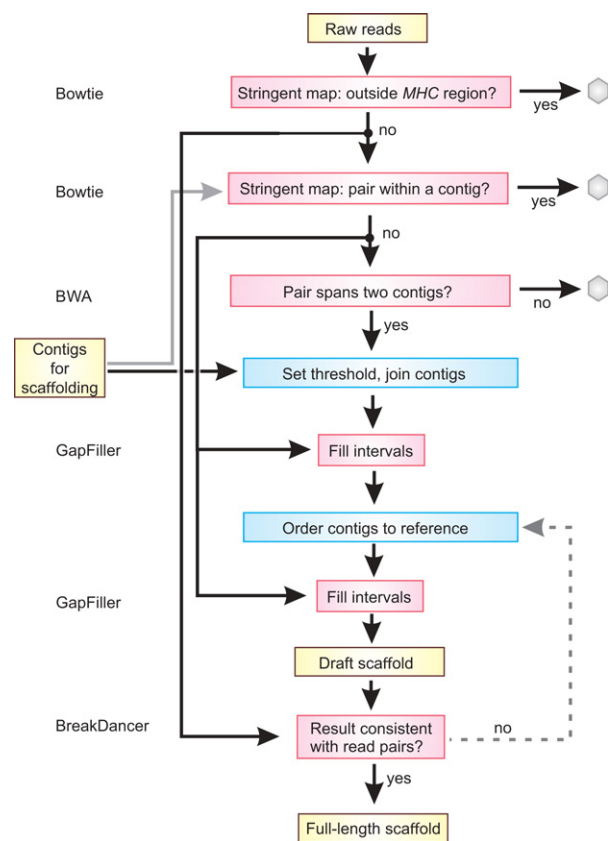 Raw reads
Bowtie
Stringent map: outside MHC region?
yes
no
Bowtie
Stringent map: pair within a contig?
yes
no
BWA
Pair spans two contigs?
no
yes
Contigs
for
scaffolding
Set threshold, join contigs
GapFiller
Fill intervals
Order contigs to reference
GapFiller
Fill intervals
Draft scaffold
BreakDancer
Result consistent
with read pairs?
no
yes
Full-length scaffold